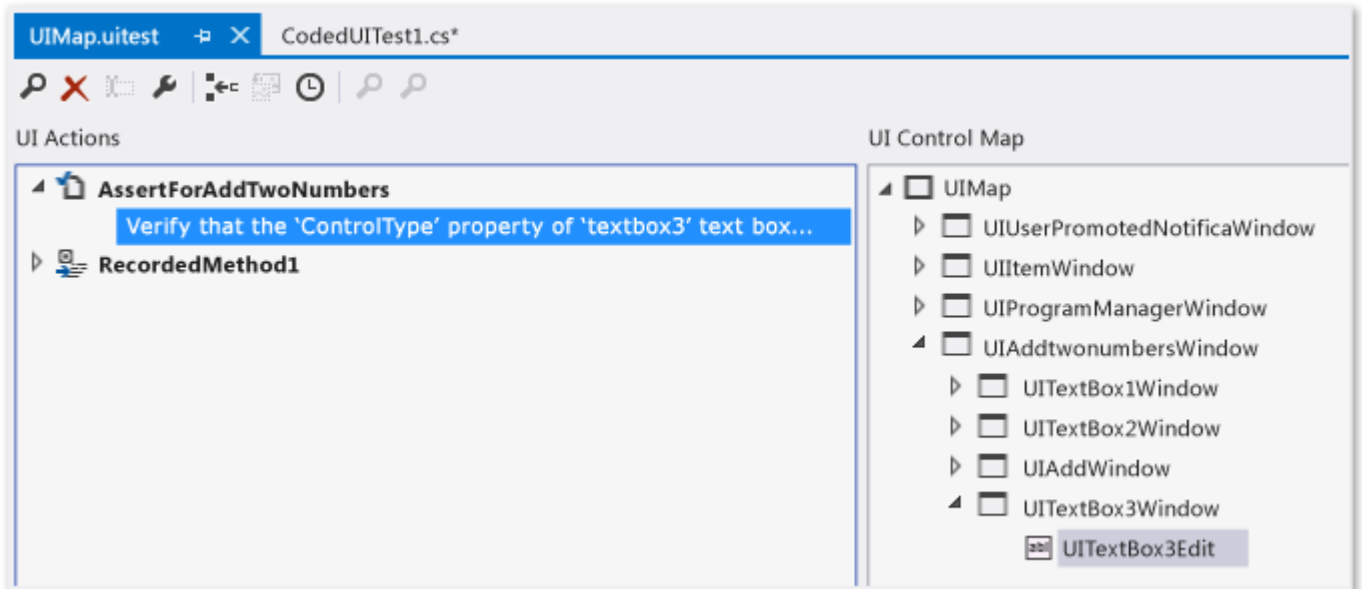 UIMap.uitest CodedUITest1.cs*
UI Actions
AssertForAddTwoNumbers
Verify that the ‘ControlType’ property of ‘textbox3’ text box...
RecordedMethod1
UI Control Map
UIMap
UIUserPromotedNotificaWindow
UIItemWindow
UIProgramManagerWindow
UIAddtwonumbersWindow
UITextBox1Window
UITextBox2Window
UIAddWindow
UITextBox3Window
UITextBox3Edit